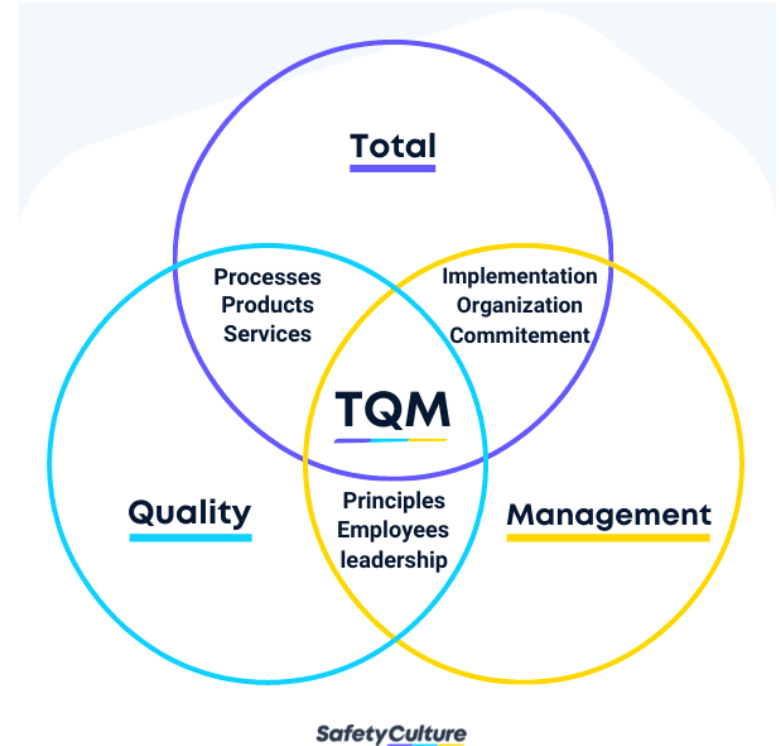 Total
Processes
Products
Services
Implementation
Organization
Commitement
TQM
Quality
Management
Principles
Employees
leadership
SafetyCulture